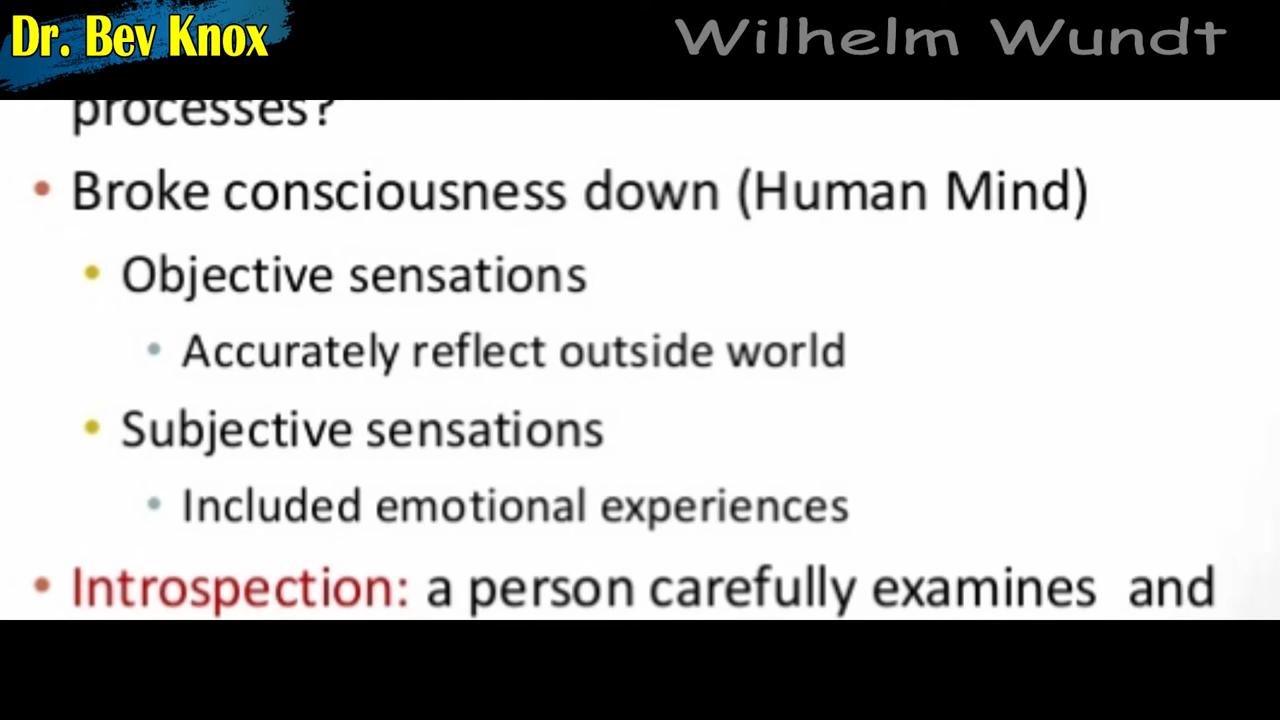 Dr. Bev Knox
Wilhelm Wundt
processes?
• Broke consciousness down (Human Mind)
• Objective sensations
• Accurately reflect outside world
• Subjective sensations
• Included emotional experiences
• Introspection: a person carefully examines and